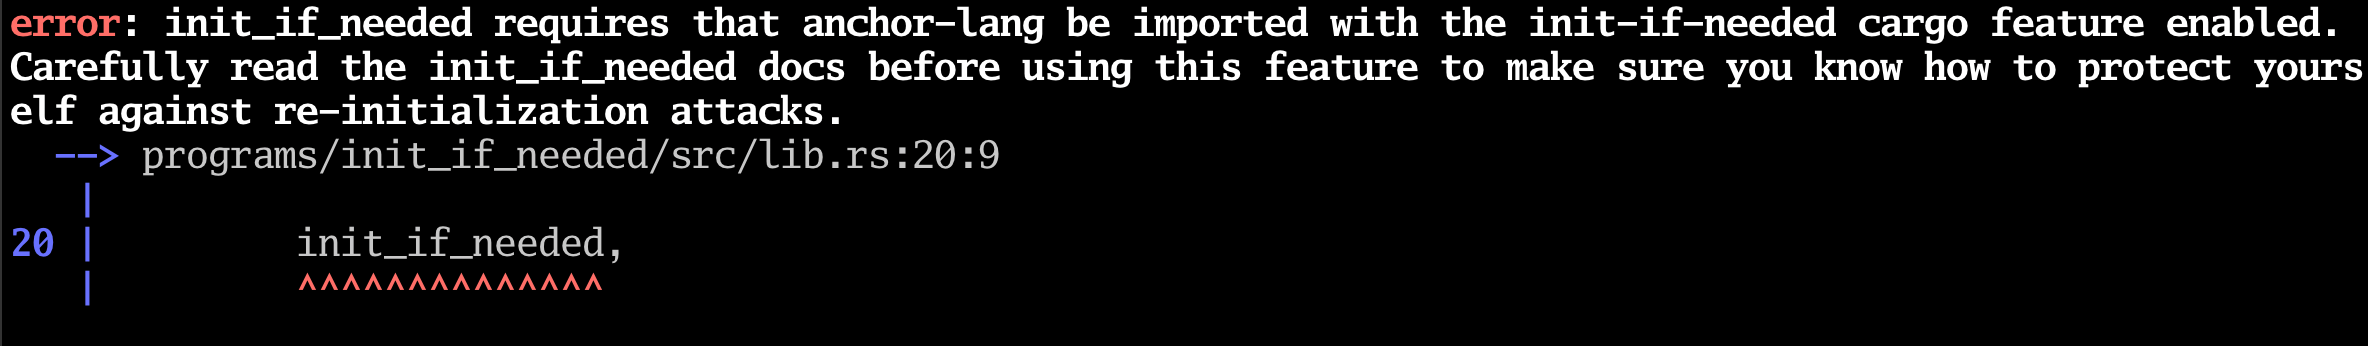 error: init_if_needed requires that anchor-lang be imported with the init-if-needed cargo feature enabled.
Carefully read the init_if_needed docs before using this feature to make sure you know how to protect yours
elf against re-initialization attacks.
  --> programs/init_if_needed/src/lib.rs:20:9
   |
20 |         init_if_needed,
   |         ^^^^^^^^^^^^^^